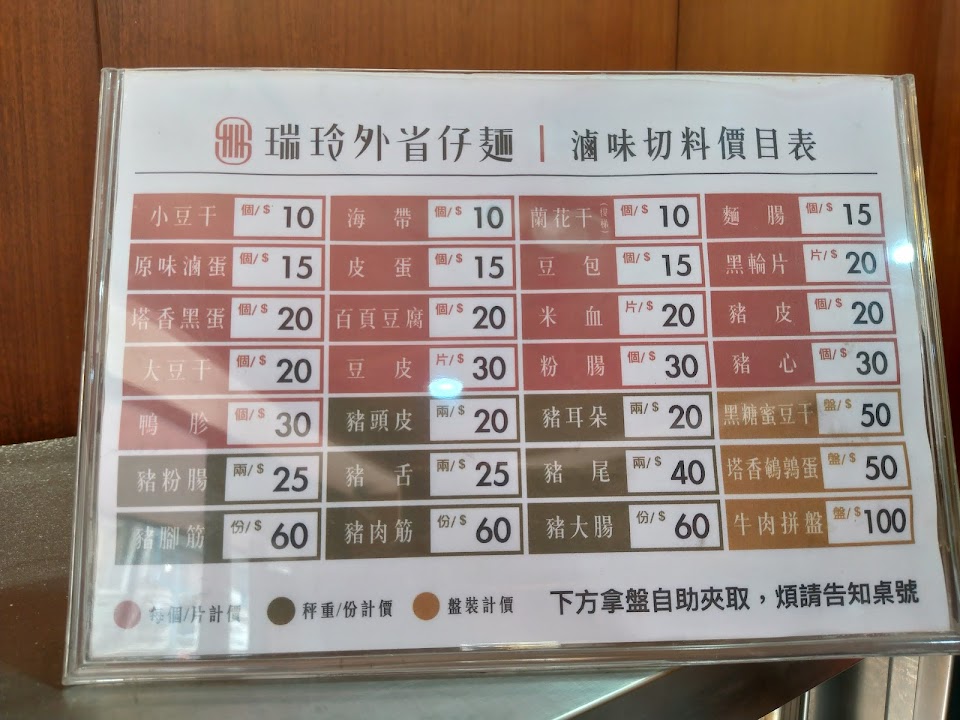 瑞玲外省仔麵 | 滷味切料價目表
小豆干 個/$ 10 海帶 個/$ 10 蘭花干 個/$ 10 麵腸 個/$ 15
原味滷蛋 個/$ 15 皮蛋 個/$ 15 豆包 個/$ 15 黑輪片 片/$ 20
塔香黑蛋 個/$ 20 百頁豆腐 個/$ 20 米血 片/$ 20 豬皮 個/$ 20
大豆干 個/$ 20 豆皮 片/$ 30 粉腸 個/$ 30 豬心 個/$ 30
鴨胗 個/$ 30 豬頭皮 兩/$ 20 豬耳朵 兩/$ 20 黑糖蜜豆干 盤/$ 50
豬粉腸 兩/$ 25 豬舌 兩/$ 25 豬尾 兩/$ 40 塔香鵪鶉蛋 盤/$ 50
豬腳筋 份/$ 60 豬肉筋 份/$ 60 豬大腸 份/$ 60 牛肉拼盤 盤/$ 100
每個/片計價 秤重/份計價 盤裝計價 下方拿盤自助夾取，煩請告知桌號